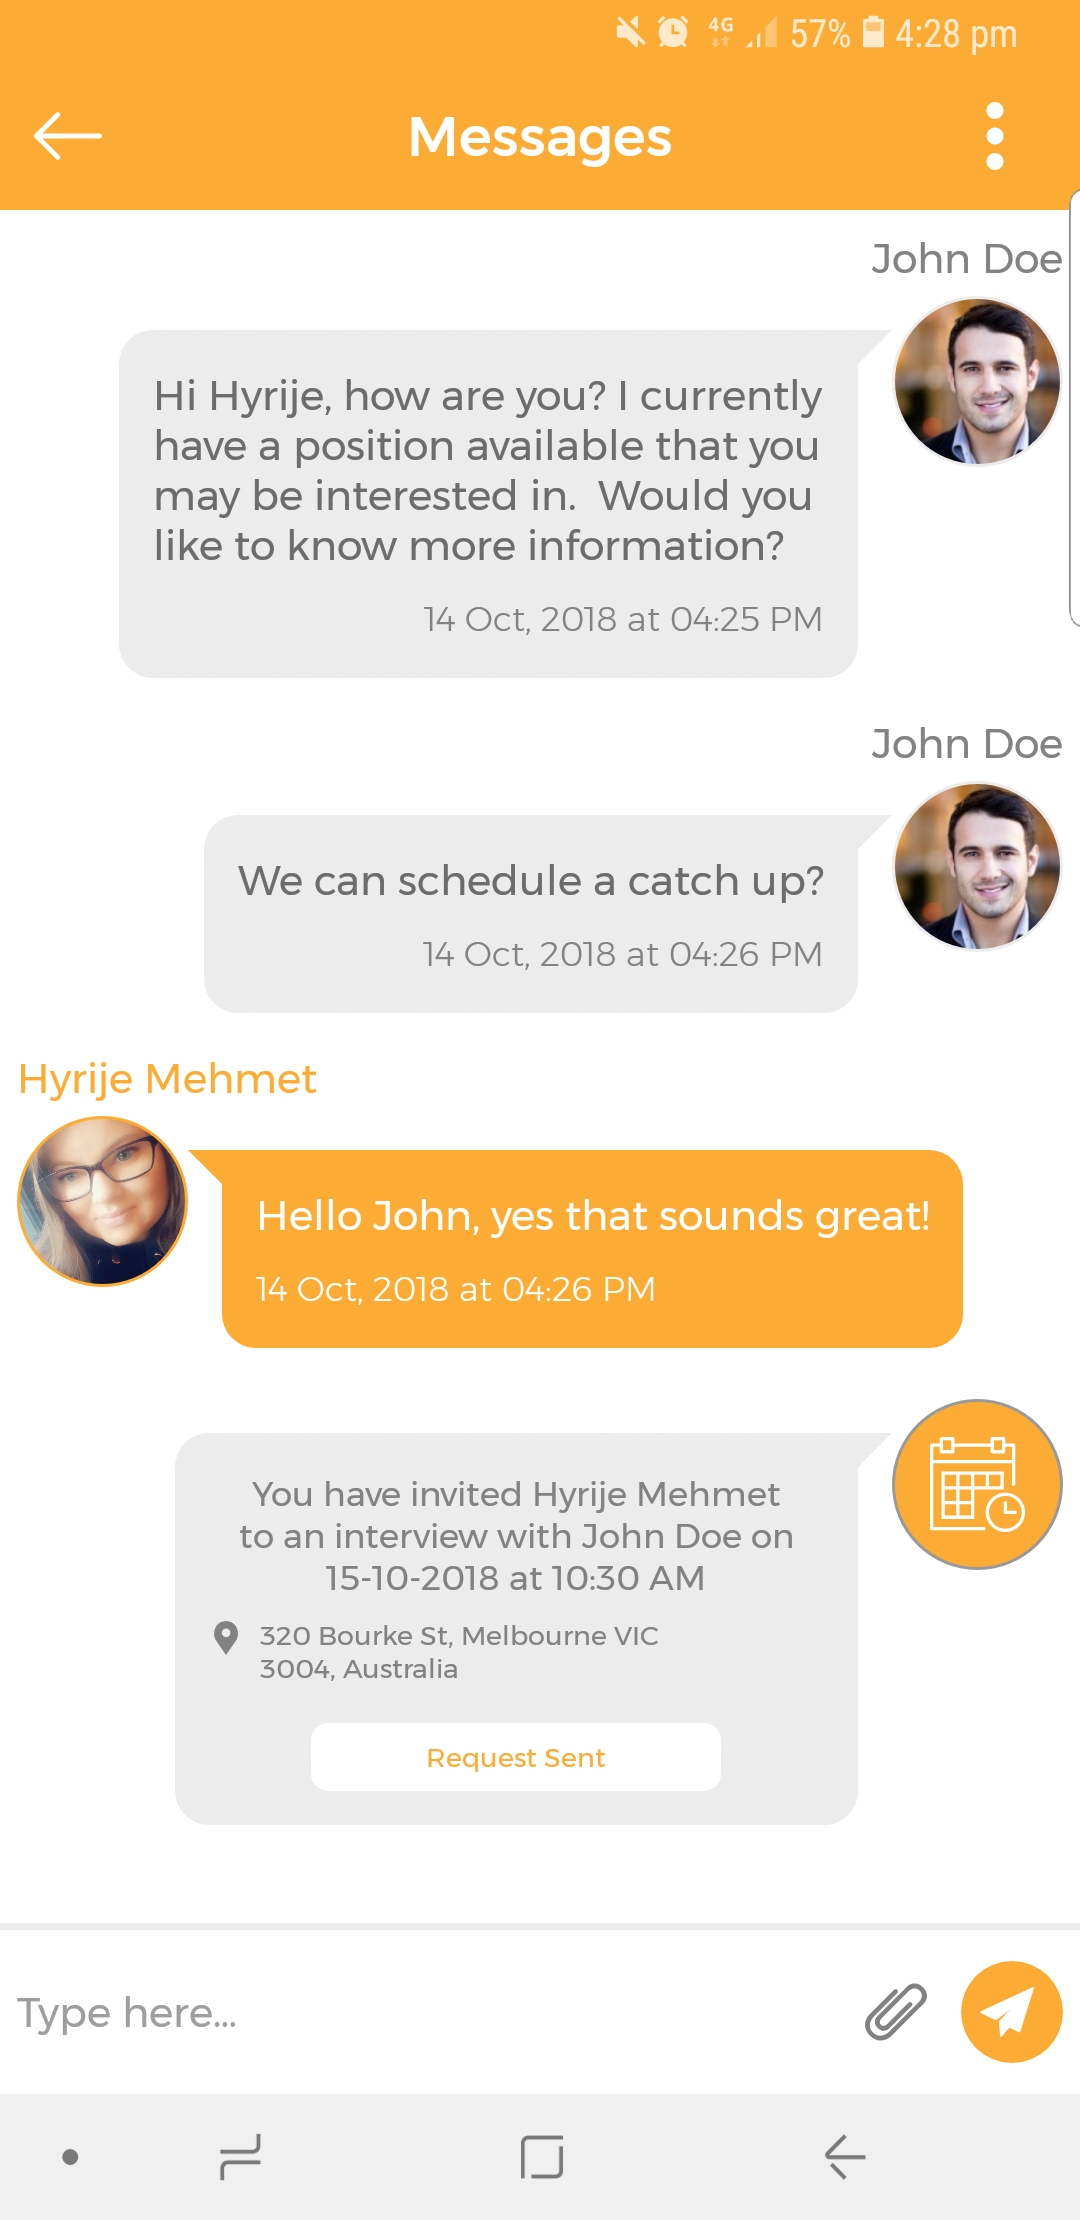 4G 57% 4:28 pm
Messages
John Doe
Hi Hyrije, how are you? I currently
have a position available that you
may be interested in.  Would you
like to know more information?
14 Oct, 2018 at 04:25 PM
John Doe
We can schedule a catch up?
14 Oct, 2018 at 04:26 PM
Hyrije Mehmet
Hello John, yes that sounds great!
14 Oct, 2018 at 04:26 PM
You have invited Hyrije Mehmet
to an interview with John Doe on
15-10-2018 at 10:30 AM
320 Bourke St, Melbourne VIC
3004, Australia
Request Sent
Type here...